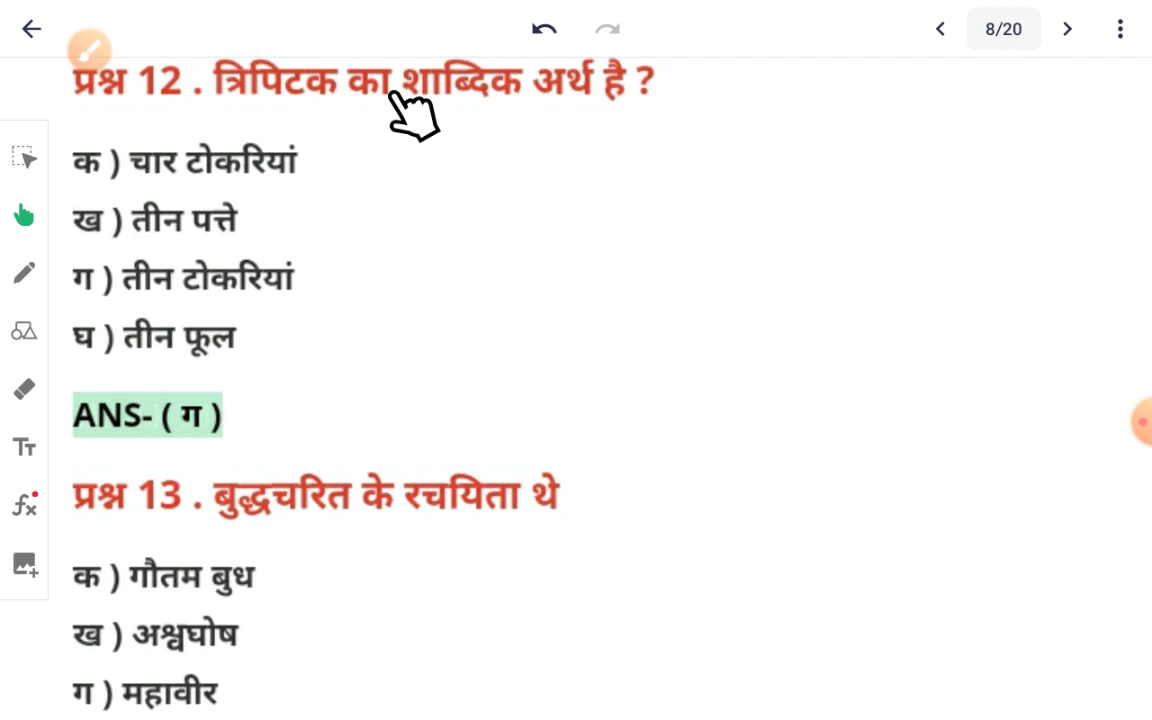 8/20
प्रश्न 12 . त्रिपिटक का शाब्दिक अर्थ है ?
क ) चार टोकरियां
ख ) तीन पत्ते
ग ) तीन टोकरियां
घ ) तीन फूल
ANS- ( ग )
प्रश्न 13 . बुद्धचरित के रचयिता थे
क ) गौतम बुध
ख ) अश्वघोष
ग ) महावीर